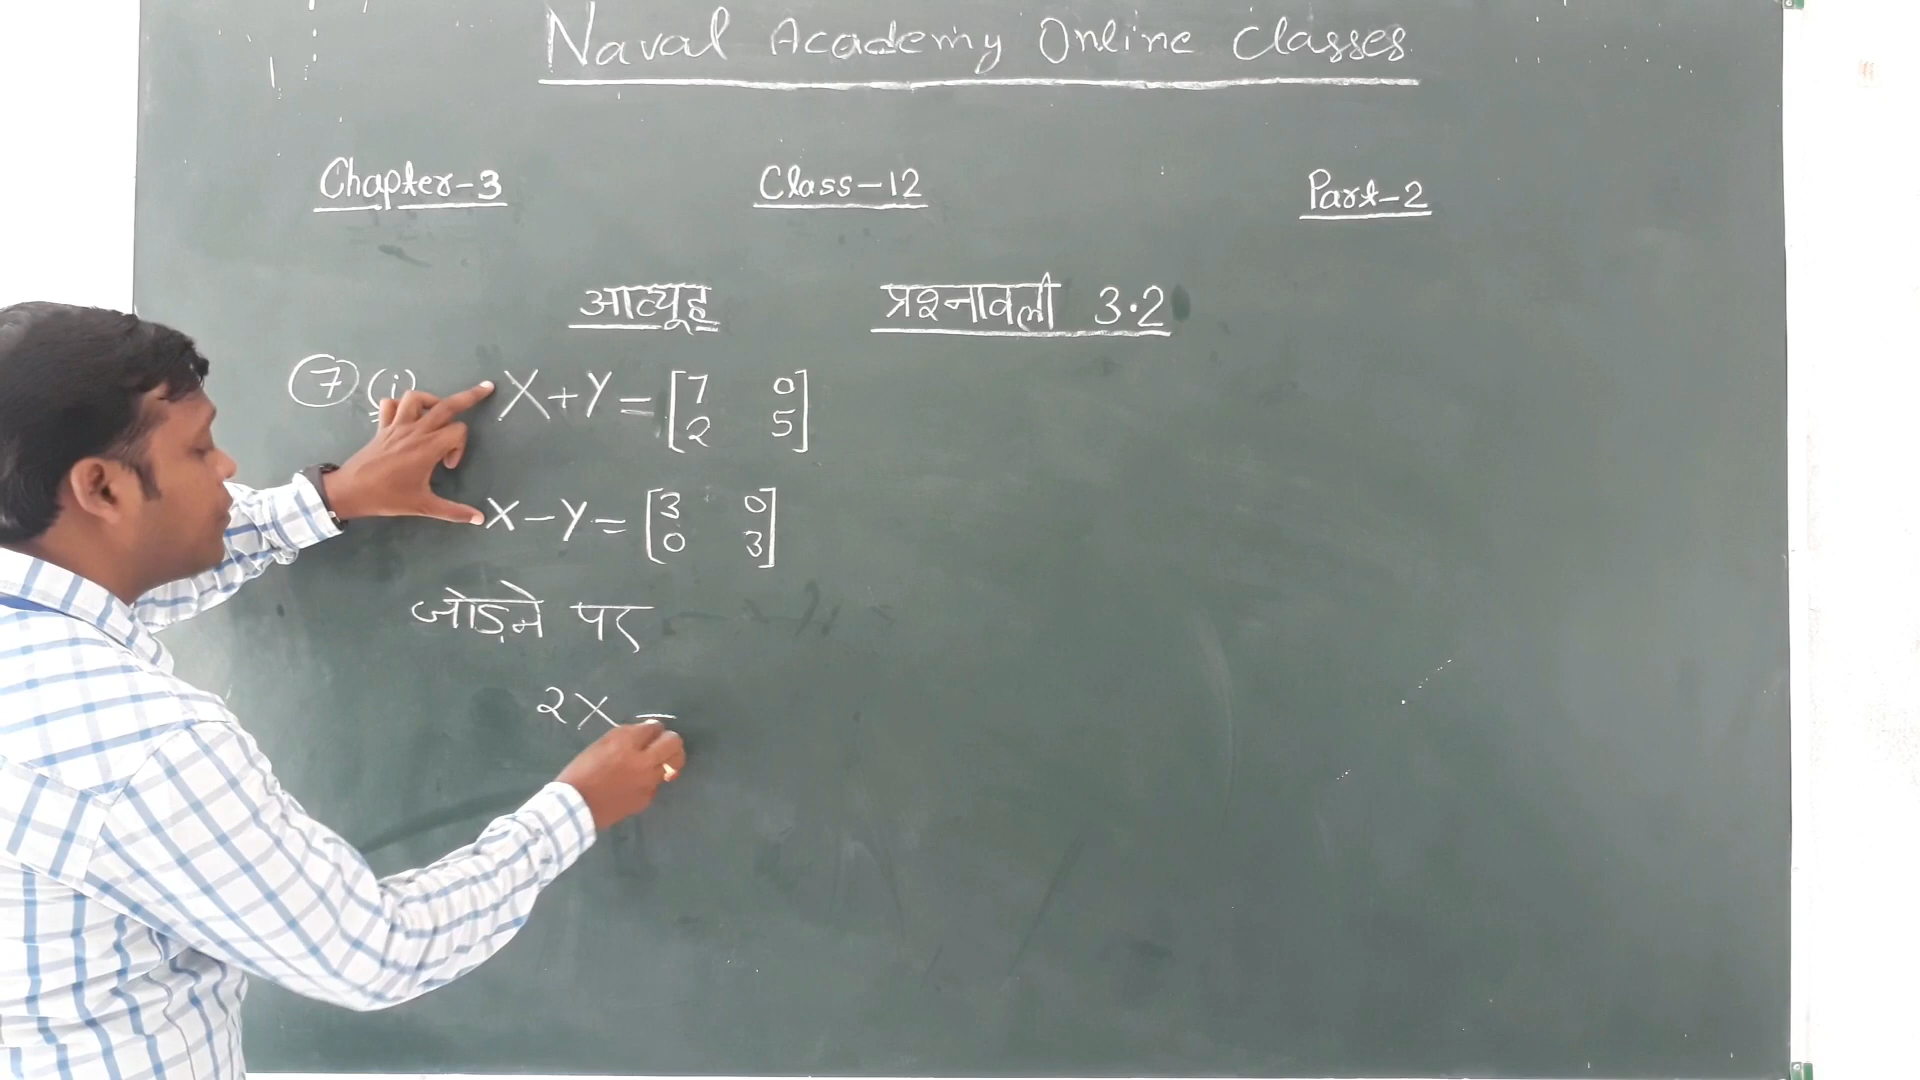 Naval Academy Online Classes
Chapter-3 Class-12 Part-2
आव्यूह प्रश्नावली 3.2
7 (i) X+Y = [7 0
2 5]
X-Y = [3 0
0 3]
जोड़ने पर
2X =